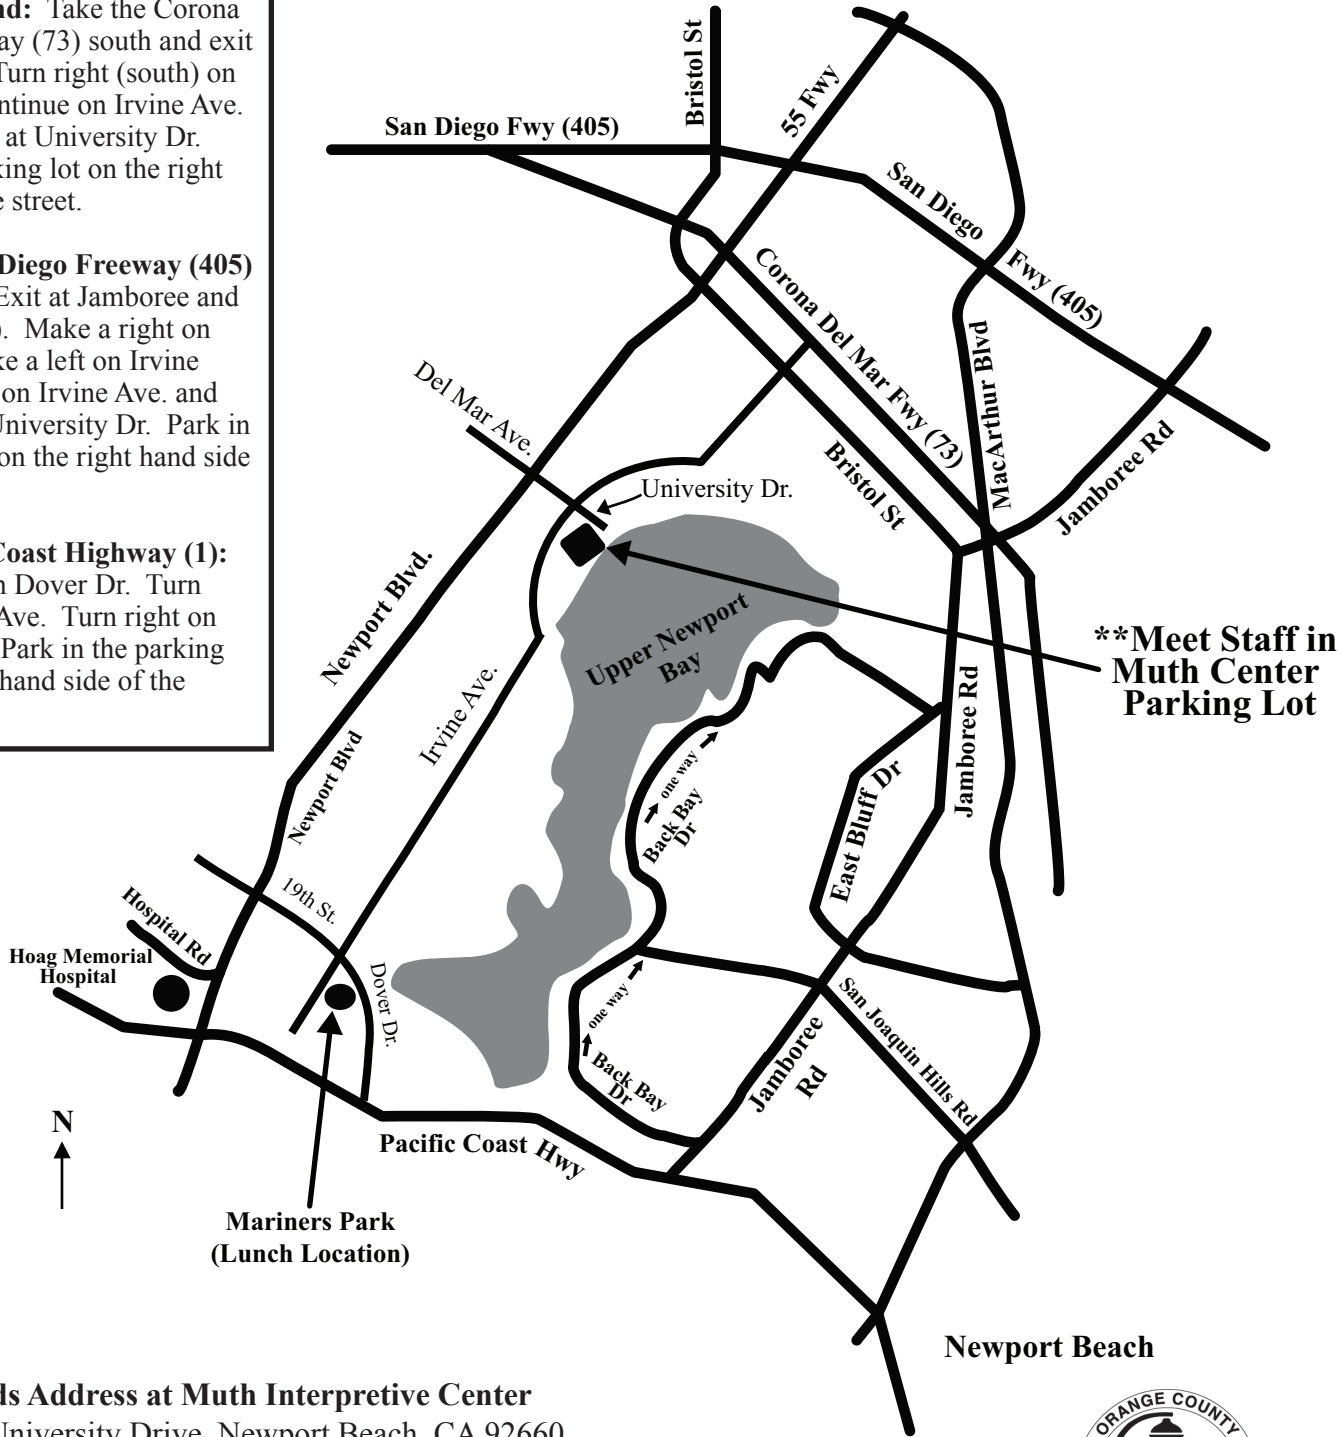 nd: Take the Corona
ay (73) south and exit
Turn right (south) on
ntinue on Irvine Ave.
at University Dr.
king lot on the right
e street.
Diego Freeway (405)
Exit at Jamboree and
). Make a right on
ke a left on Irvine
on Irvine Ave. and
University Dr. Park in
on the right hand side
Coast Highway (1):
n Dover Dr. Turn
Ave. Turn right on
Park in the parking
hand side of the
Bristol St
55 Fwy
San Diego Fwy (405)
San Diego
Fwy (405)
Corona Del Mar Fwy (73)
MacArthur Blvd
Jamboree Rd
Del Mar Ave.
Bristol St
University Dr.
Newport Blvd.
Upper Newport
Bay
**Meet Staff in
Muth Center
Parking Lot
Irvine Ave.
Jamboree Rd
Newport Blvd
one way
Back Bay
Dr
East Bluff Dr
19th St.
Hospital Rd
Hoag Memorial
Hospital
Dover Dr.
one way
Back Bay
Dr
Jamboree
Rd
San Joaquin Hills Rd
N
Pacific Coast Hwy
Mariners Park
(Lunch Location)
Newport Beach
ds Address at Muth Interpretive Center
University Drive, Newport Beach, CA 92660
ORANGE COUNTY